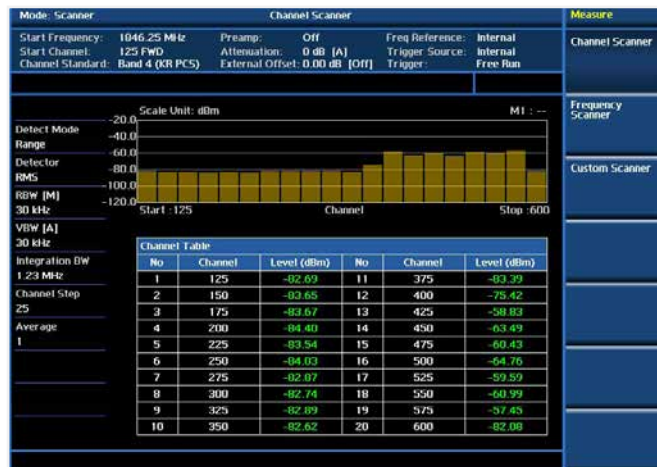 Mode: Scanner
Channel Scanner
Measure
Start Frequency: 1846.25 MHz
Preamp: Off
Freq Reference: Internal
Start Channel: 125 FWD
Attenuation: 0 dB [A]
Trigger Source: Internal
Channel Standard: Band 4 (KR PCS)
External Offset: 0.00 dB [Off]
Trigger: Free Run
Channel Scanner
Frequency
Scanner
Custom Scanner
Scale Unit: dBm
M1 : --
Detect Mode
Range
Detector
RMS
RBW [M]
30 kHz
VBW [A]
30 kHz
Integration BW
1.23 MHz
Channel Step
25
Average
1
-20.0
-40.0
-60.0
-80.0
-100.0
-120.0
Start :125 Channel Stop :600
Channel Table
No Channel Level (dBm) No Channel Level (dBm)
1 125 -82.69 11 375 -83.39
2 150 -83.65 12 400 -75.42
3 175 -83.67 13 425 -58.83
4 200 -84.40 14 450 -63.49
5 225 -83.54 15 475 -60.43
6 250 -84.03 16 500 -64.76
7 275 -82.87 17 525 -59.59
8 300 -82.74 18 550 -60.99
9 325 -82.89 19 575 -57.45
10 350 -82.62 20 600 -82.08